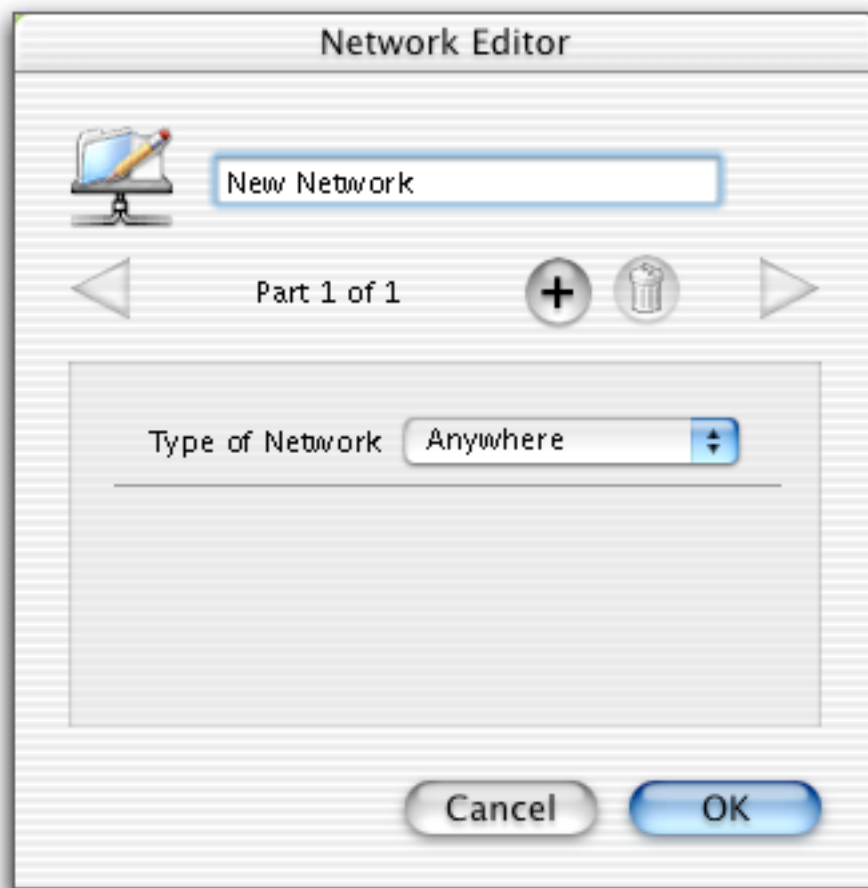 Network Editor
New Network
Part 1 of 1
Type of Network Anywhere
Cancel OK